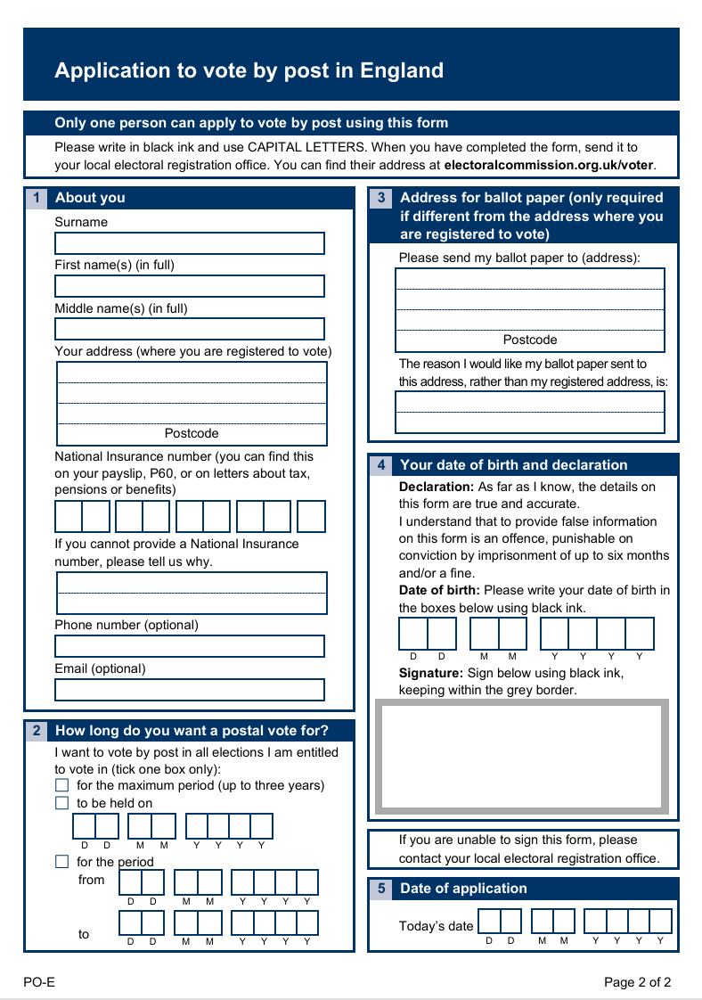 Application to vote by post in England
Only one person can apply to vote by post using this form
Please write in black ink and use CAPITAL LETTERS. When you have completed the form, send it to
your local electoral registration office. You can find their address at electoralcommission.org.uk/voter.
1 About you
Surname
First name(s) (in full)
Middle name(s) (in full)
Your address (where you are registered to vote)
Postcode
National Insurance number (you can find this
on your payslip, P60, or on letters about tax,
pensions or benefits)
If you cannot provide a National Insurance
number, please tell us why.
Phone number (optional)
Email (optional)
2 How long do you want a postal vote for?
I want to vote by post in all elections I am entitled
to vote in (tick one box only):
for the maximum period (up to three years)
to be held on
D D M M Y Y Y Y
for the period
from
D D M M Y Y Y Y
to
D D M M Y Y Y Y
3 Address for ballot paper (only required
if different from the address where you
are registered to vote)
Please send my ballot paper to (address):
Postcode
The reason I would like my ballot paper sent to
this address, rather than my registered address, is:
4 Your date of birth and declaration
Declaration: As far as I know, the details on
this form are true and accurate.
I understand that to provide false information
on this form is an offence, punishable on
conviction by imprisonment of up to six months
and/or a fine.
Date of birth: Please write your date of birth in
the boxes below using black ink.
D D M M Y Y Y Y
Signature: Sign below using black ink,
keeping within the grey border.
If you are unable to sign this form, please
contact your local electoral registration office.
5 Date of application
Today's date
D D M M Y Y Y Y
PO-E
Page 2 of 2